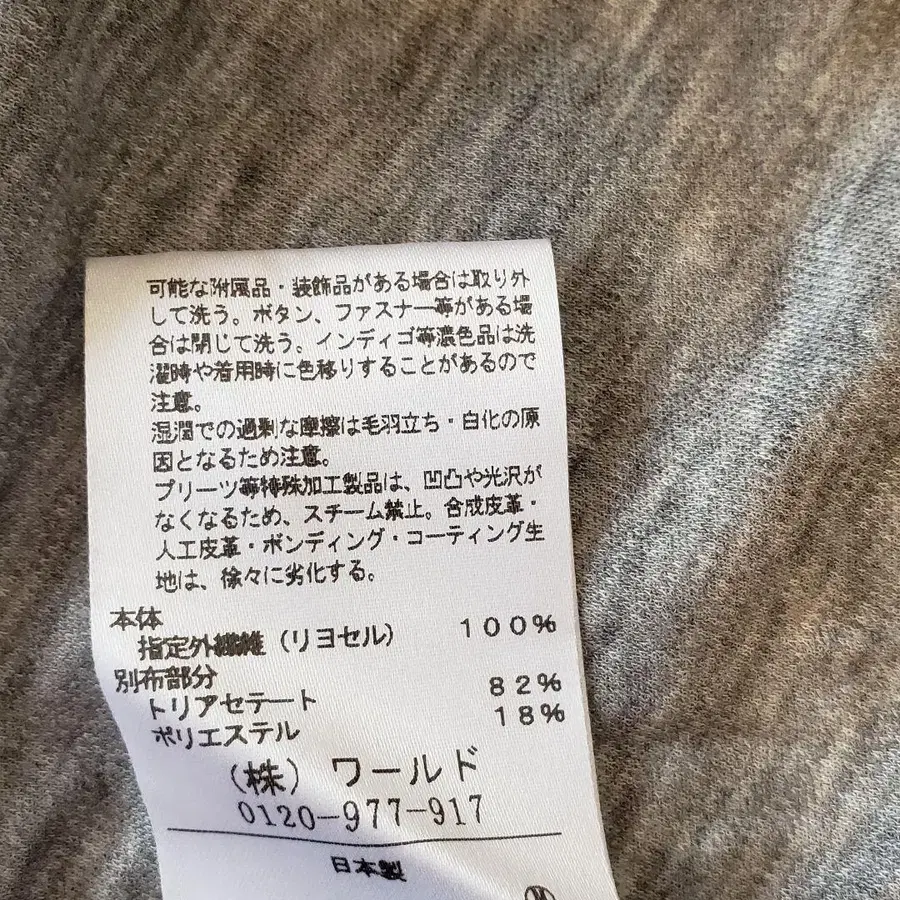 可能な附属品・装飾品がある場合は取り外
して洗う。ボタン、ファスナー等がある場
合は閉じて洗う。インディゴ等濃色品は洗
濯時や着用時に色移りすることがあるので
注意。
湿潤での過剰な摩擦は毛羽立ち・白化の原
因となるため注意。
プリーツ等特殊加工製品は、凹凸や光沢が
なくなるため、スチーム禁止。合成皮革・
人工皮革・ボンディング・コーティング生
地は、徐々に劣化する。
本体
指定外繊維(リヨセル) 100%
別布部分
トリアセテート 82%
ポリエステル 18%
(株) ワールド
0120-977-917
日本製
M